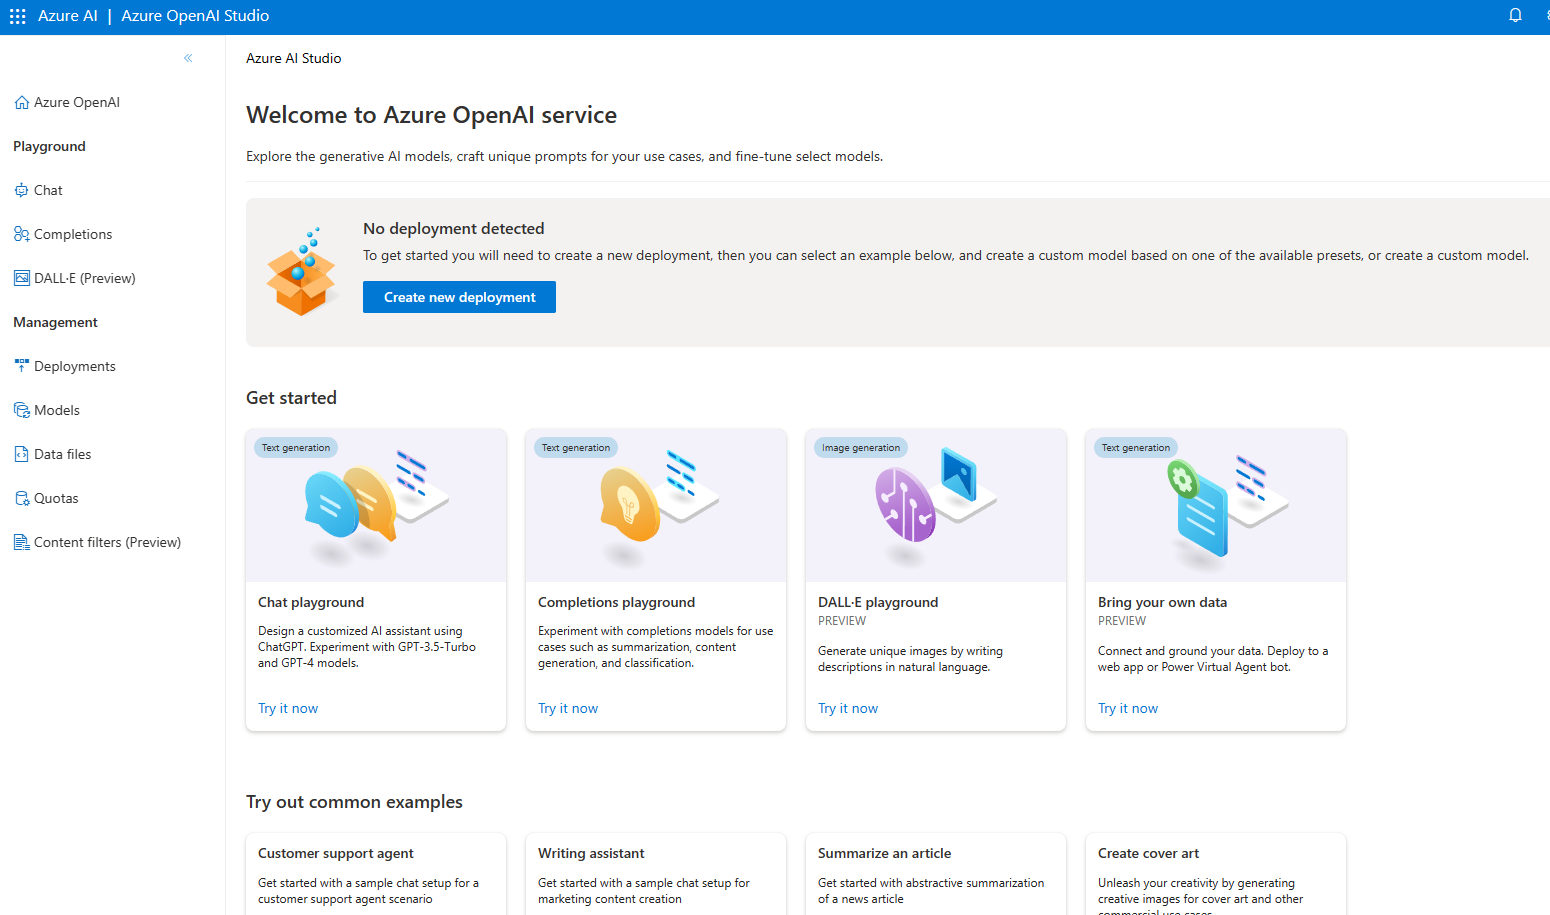 Azure AI | Azure OpenAI Studio
Azure OpenAI
Playground
Chat
Completions
DALL·E (Preview)
Management
Deployments
Models
Data files
Quotas
Content filters (Preview)
Azure AI Studio
Welcome to Azure OpenAI service
Explore the generative AI models, craft unique prompts for your use cases, and fine-tune select models.
No deployment detected
To get started you will need to create a new deployment, then you can select an example below, and create a custom model based on one of the available presets, or create a custom model.
Create new deployment
Get started
Text generation
Chat playground
Design a customized AI assistant using
ChatGPT. Experiment with GPT-3.5-Turbo
and GPT-4 models.
Try it now
Text generation
Completions playground
Experiment with completions models for use
cases such as summarization, content
generation, and classification.
Try it now
Image generation
DALL·E playground
PREVIEW
Generate unique images by writing
descriptions in natural language.
Try it now
Text generation
Bring your own data
PREVIEW
Connect and ground your data. Deploy to a
web app or Power Virtual Agent bot.
Try it now
Try out common examples
Customer support agent
Get started with a sample chat setup for a
customer support agent scenario
Writing assistant
Get started with a sample chat setup for
marketing content creation
Summarize an article
Get started with abstractive summarization
of a news article
Create cover art
Unleash your creativity by generating
creative images for cover art and other
commercial use cases